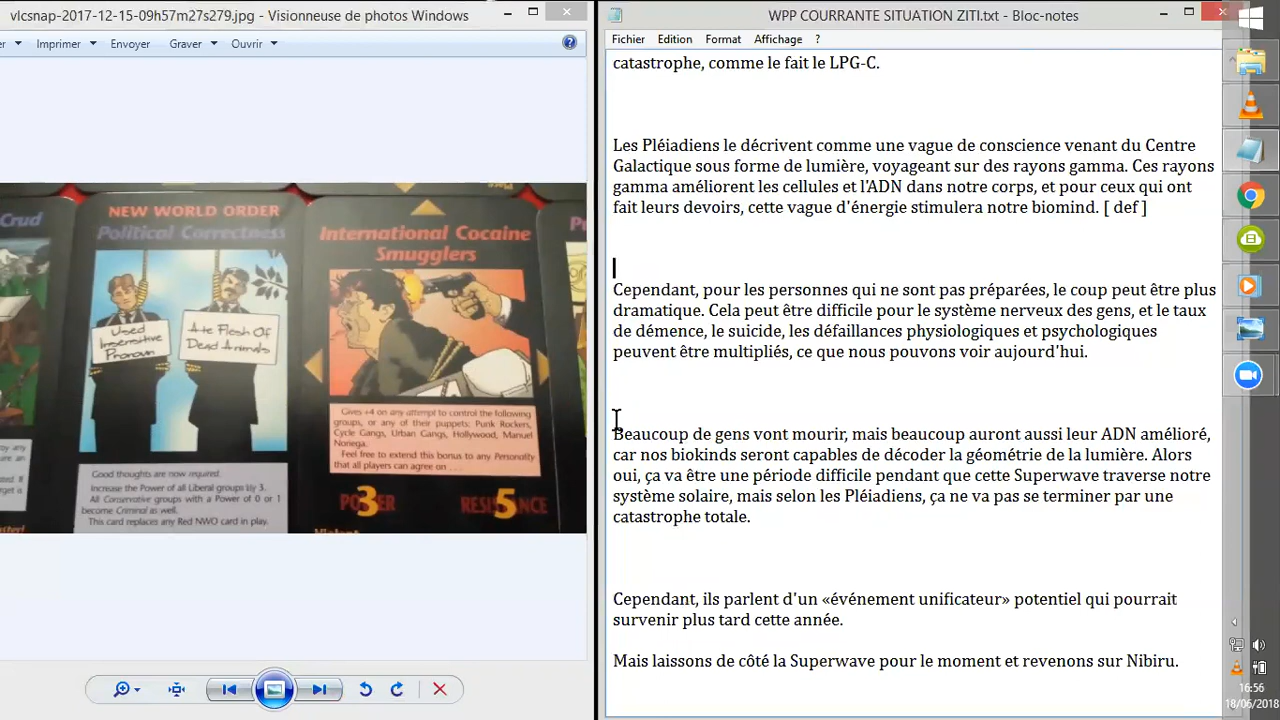 vlcsnap-2017-12-15-09h57m27s279.jpg - Visionneuse de photos Windows
Imprimer
Envoyer
Graver
Ouvrir
Crud
NEW WORLD ORDER
Political Correctness
Used
Insensitive
Pronoun
Ate Flesh Of
Dead Animals
Good thoughts are now required.
Increase the Power of all Liberal groups by 3.
All Conservative groups with a Power of 0 or 1
become Criminal as well.
This card replaces any Red NWO card in play.
International Cocaine
Smugglers
Gives +4 on any attempt to control the following
groups, or any of their puppets: Punk Rockers,
Cycle Gangs, Urban Gangs, Hollywood, Manuel
Noriega.
Feel free to extend this bonus to any Personality
that all players can agree on . . .
POWER 3
RESISTANCE 5
Violent
WPP COURRANTE SITUATION ZITI.txt - Bloc-notes
Fichier Edition Format Affichage ?
catastrophe, comme le fait le LPG-C.
Les Pléiadiens le décrivent comme une vague de conscience venant du Centre
Galactique sous forme de lumière, voyageant sur des rayons gamma. Ces rayons
gamma améliorent les cellules et l'ADN dans notre corps, et pour ceux qui ont
fait leurs devoirs, cette vague d'énergie stimulera notre biomind. [ def ]
Cependant, pour les personnes qui ne sont pas préparées, le coup peut être plus
dramatique. Cela peut être difficile pour le système nerveux des gens, et le taux
de démence, le suicide, les défaillances physiologiques et psychologiques
peuvent être multipliés, ce que nous pouvons voir aujourd'hui.
Beaucoup de gens vont mourir, mais beaucoup auront aussi leur ADN amélioré,
car nos biokinds seront capables de décoder la géométrie de la lumière. Alors
oui, ça va être une période difficile pendant que cette Superwave traverse notre
système solaire, mais selon les Pléiadiens, ça ne va pas se terminer par une
catastrophe totale.
Cependant, ils parlent d'un «événement unificateur» potentiel qui pourrait
survenir plus tard cette année.
Mais laissons de côté la Superwave pour le moment et revenons sur Nibiru.
16:56
18/06/2018